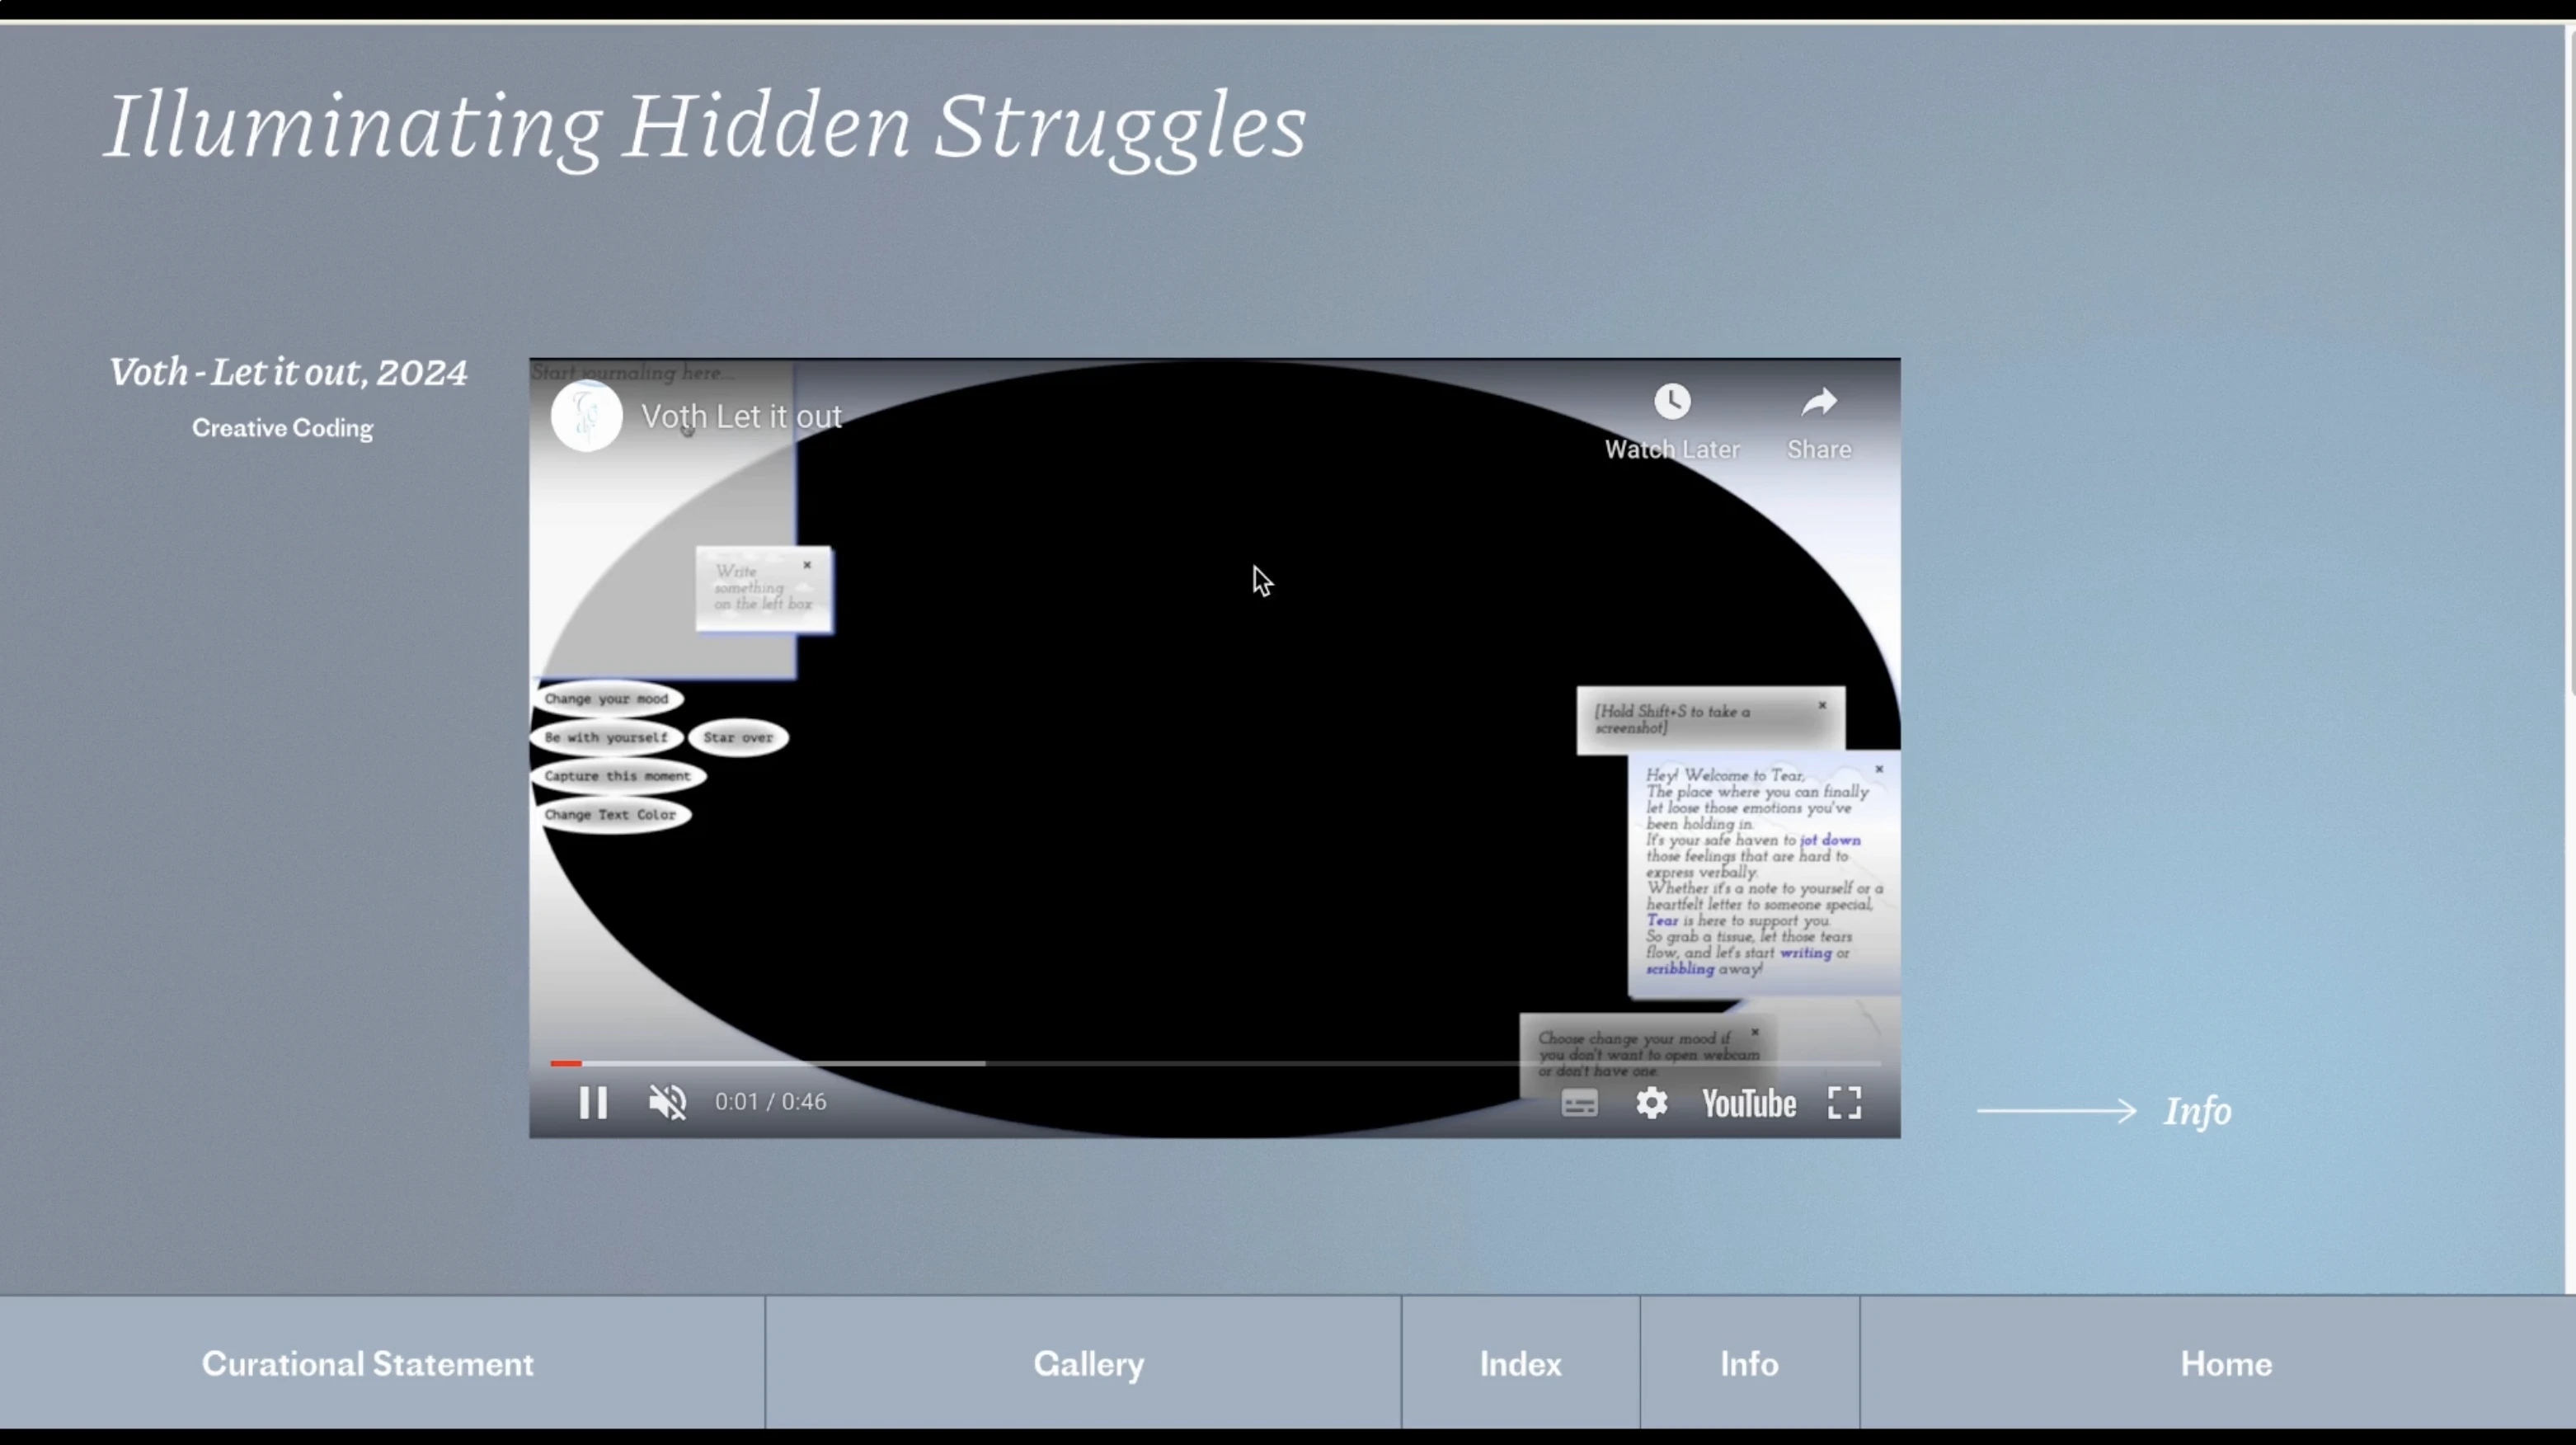 Illuminating Hidden Struggles
Voth - Let it out, 2024
Creative Coding
Start journaling here...
Voth Let it out
Watch Later
Share
Write
something
on the left box
×
Change your mood
Be with yourself
Star over
Capture this moment
Change Text Color
[Hold Shift+S to take a
screenshot]
×
Hey! Welcome to Tear,
The place where you can finally
let loose those emotions you've
been holding in.
It's your safe haven to jot down
those feelings that are hard to
express verbally.
Whether it's a note to yourself or a
heartfelt letter to someone special,
Tear is here to support you.
So grab a tissue, let those tears
flow, and let's start writing or
scribbling away!
×
Choose change your mood if
you don't want to open webcam
or don't have one.
×
0:01 / 0:46
YouTube
Info
Curational Statement
Gallery
Index
Info
Home